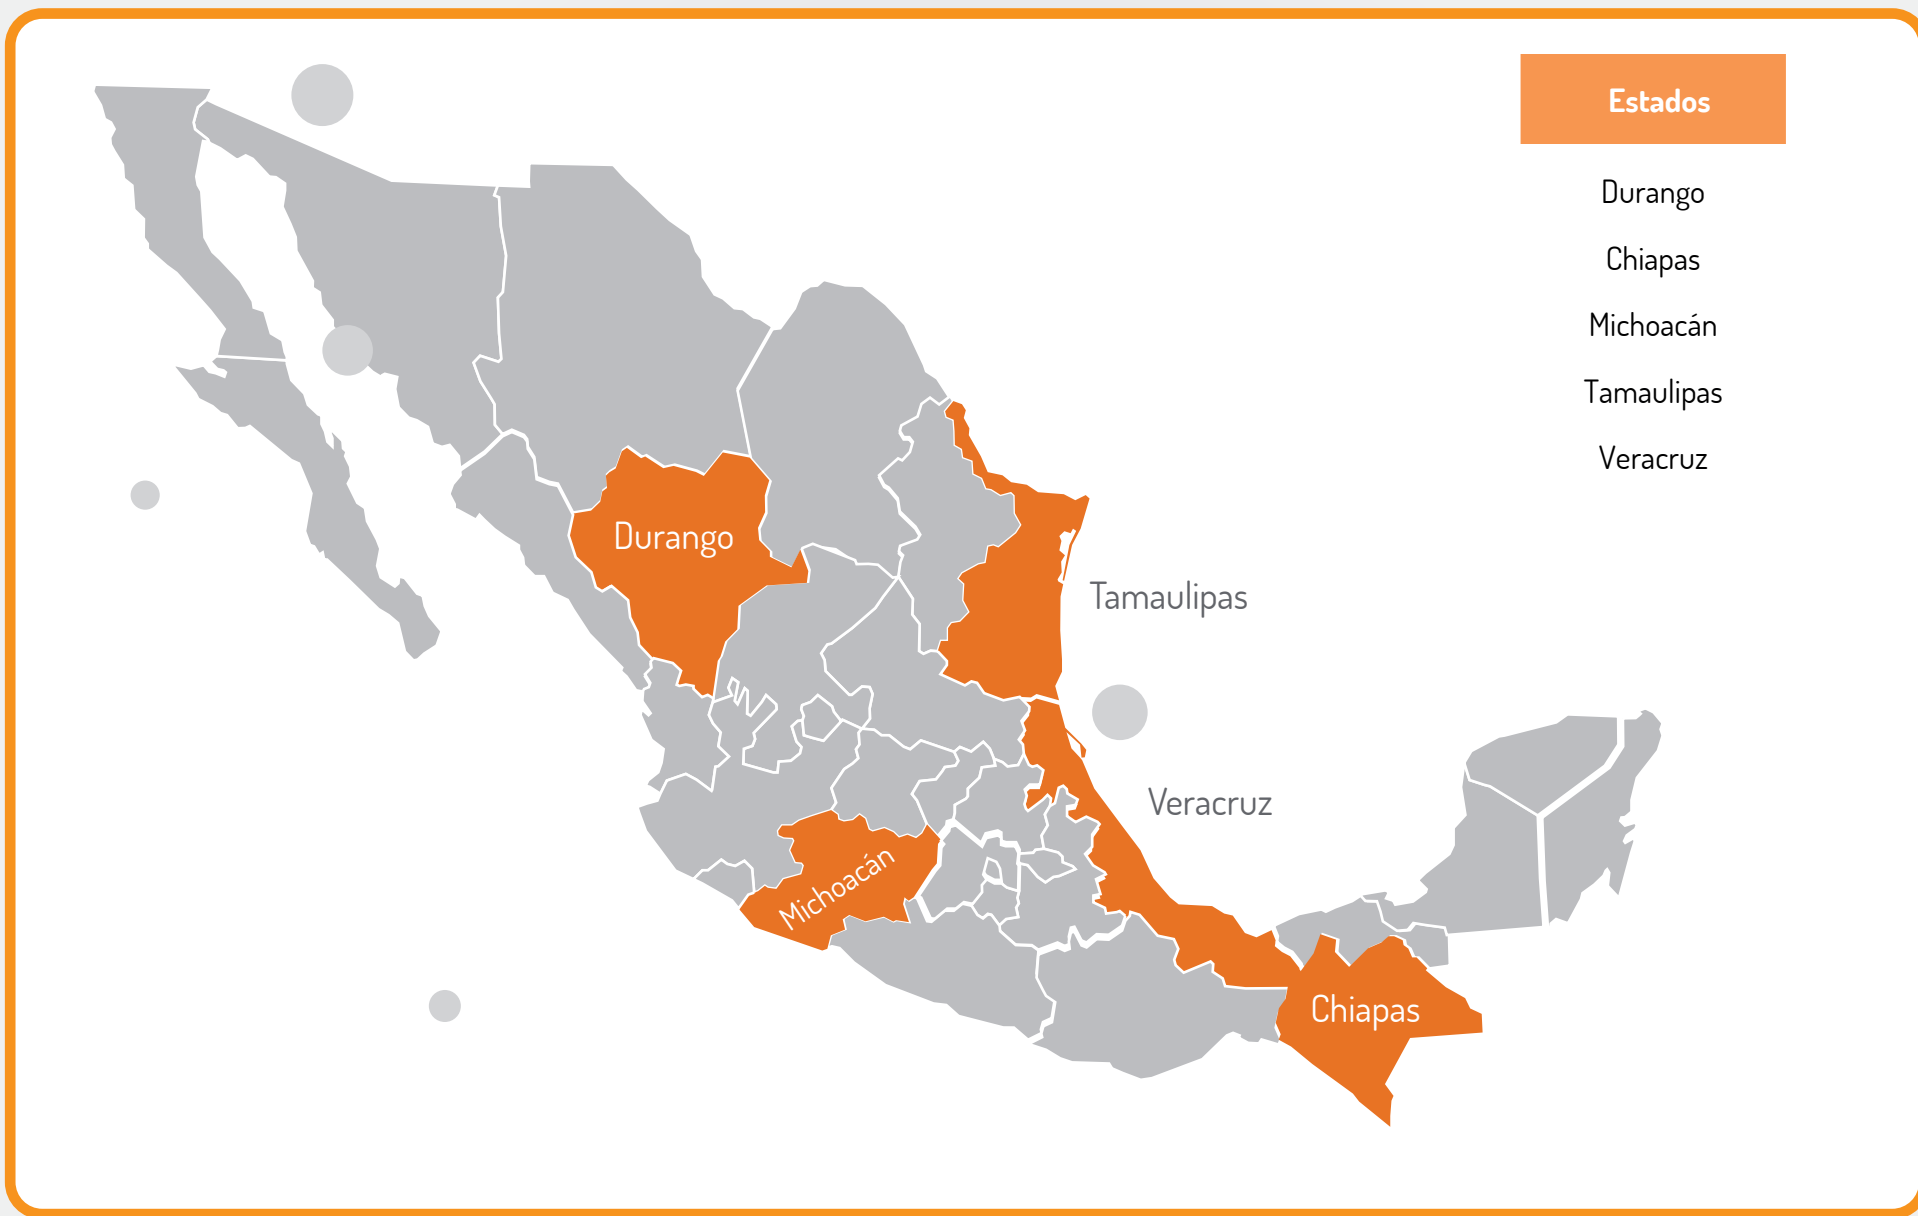 Estados
Durango
Chiapas
Michoacán
Tamaulipas
Veracruz
Durango
Tamaulipas
Veracruz
Michoacán
Chiapas